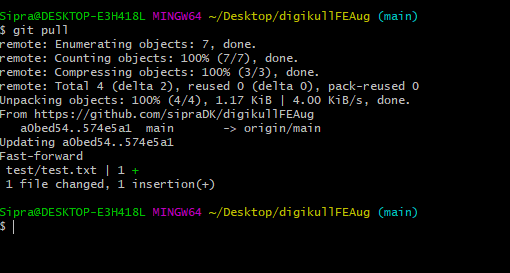 Sipra@DESKTOP-E3H418L MINGW64 ~/Desktop/digikullFEAug (main)
$ git pull
remote: Enumerating objects: 7, done.
remote: Counting objects: 100% (7/7), done.
remote: Compressing objects: 100% (3/3), done.
remote: Total 4 (delta 2), reused 0 (delta 0), pack-reused 0
Unpacking objects: 100% (4/4), 1.17 KiB | 4.00 KiB/s, done.
From https://github.com/sipraDK/digikullFEAug
   a0bed54..574e5a1  main       -> origin/main
Updating a0bed54..574e5a1
Fast-forward
 test/test.txt | 1 +
 1 file changed, 1 insertion(+)
Sipra@DESKTOP-E3H418L MINGW64 ~/Desktop/digikullFEAug (main)
$